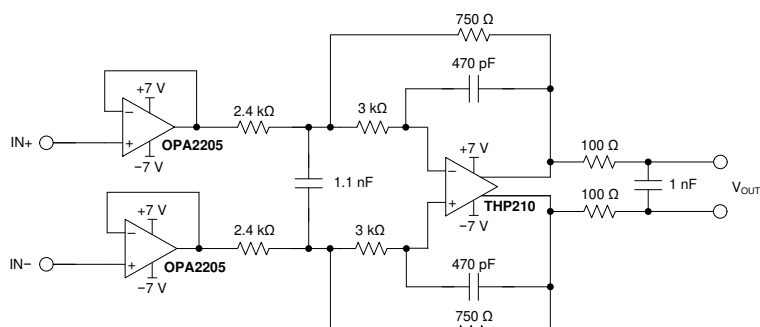 750 Ω
470 pF
+7 V
−
2.4 kΩ
3 kΩ
IN+
+
−7 V
OPA2205
+7 V
100 Ω
−
1.1 nF
THP210
1 nF
VOUT
+7 V
+
100 Ω
−7 V
−
2.4 kΩ
3 kΩ
IN−
+
−7 V
OPA2205
470 pF
750 Ω